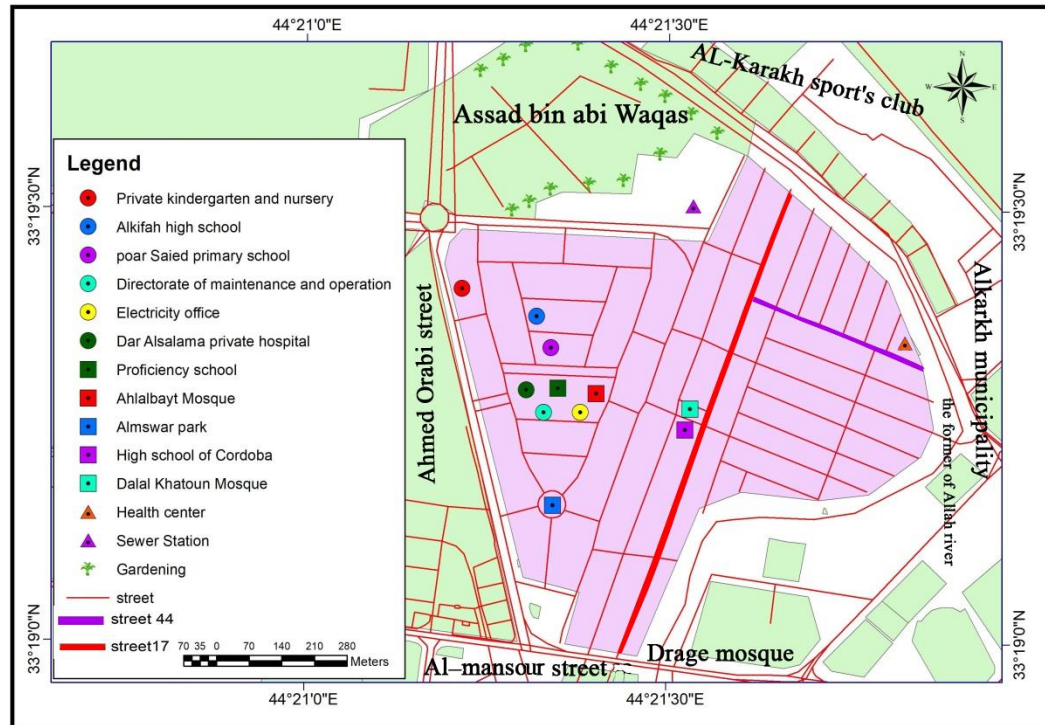 44°21'0"E
44°21'30"E
AL-Karakh sport's club
N
W
E
S
Assad bin abi Waqas
33°19'30"N
33°19'30"N
Legend
Private kindergarten and nursery
Alkifah high school
poar Saied primary school
Directorate of maintenance and operation
Electricity office
Dar Alsalama private hospital
Proficiency school
Ahlalbayt Mosque
Almswar park
High school of Cordoba
Dalal Khatoun Mosque
Health center
Sewer Station
Gardening
street
street 44
street17
70 35 0 70 140 210 280
Meters
Ahmed Orabi street
Alkarkh municipality
the former of Allah river
33°19'0"N
33°19'0"N
Al–mansour street
Drage mosque
44°21'0"E
44°21'30"E